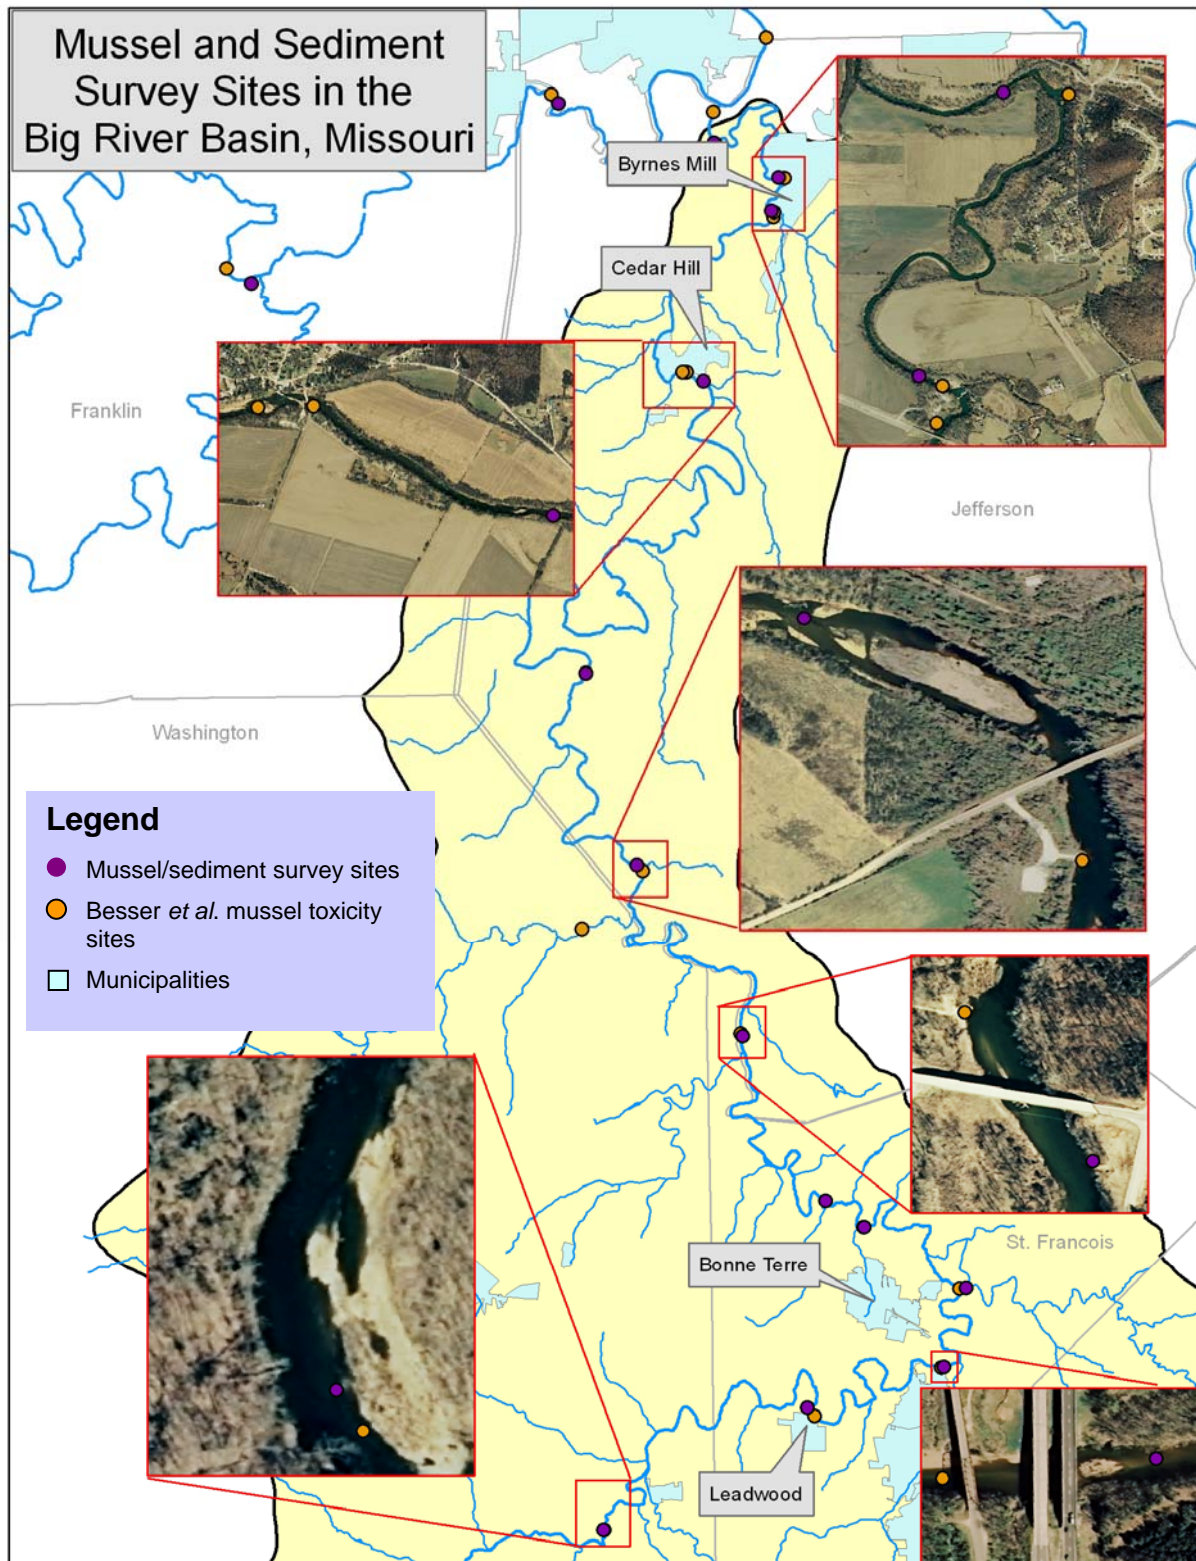 Mussel and Sediment
Survey Sites in the
Big River Basin, Missouri
Byrnes Mill
Cedar Hill
Franklin
Jefferson
Washington
Legend
Mussel/sediment survey sites
Besser et al. mussel toxicity
sites
Municipalities
St. Francois
Bonne Terre
Leadwood